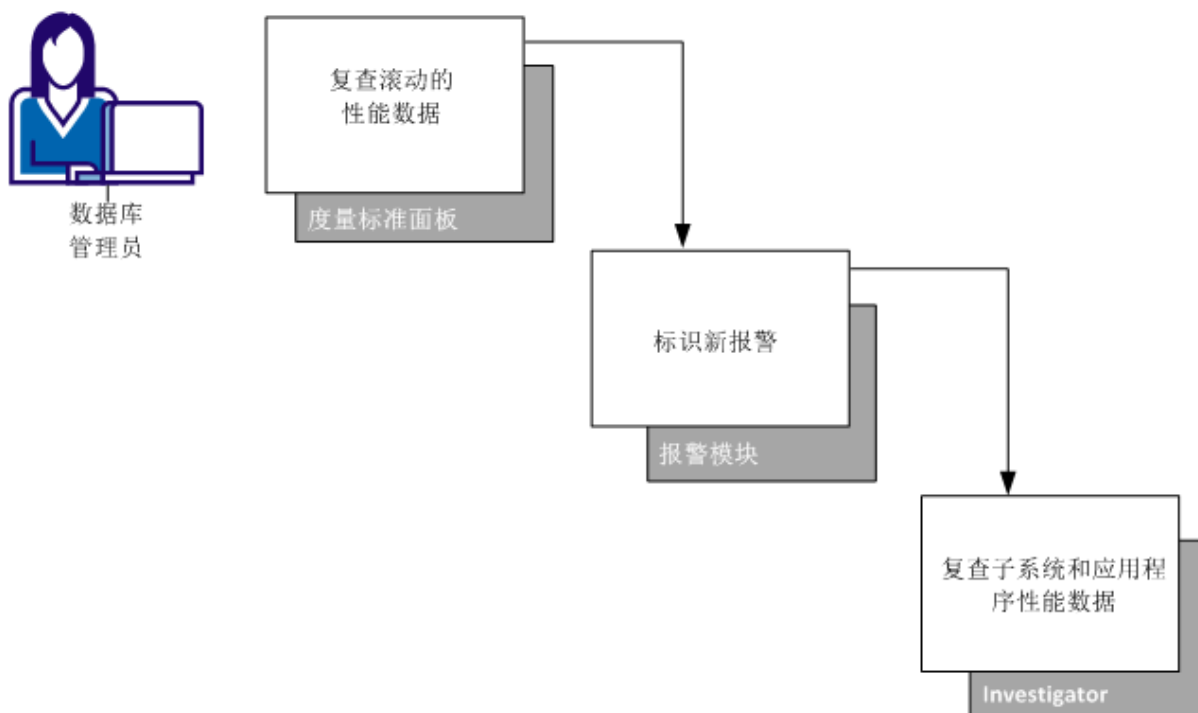 复查滚动的
性能数据
度量标准面板
数据库
管理员
标识新报警
报警模块
复查子系统和应用程
序性能数据
Investigator